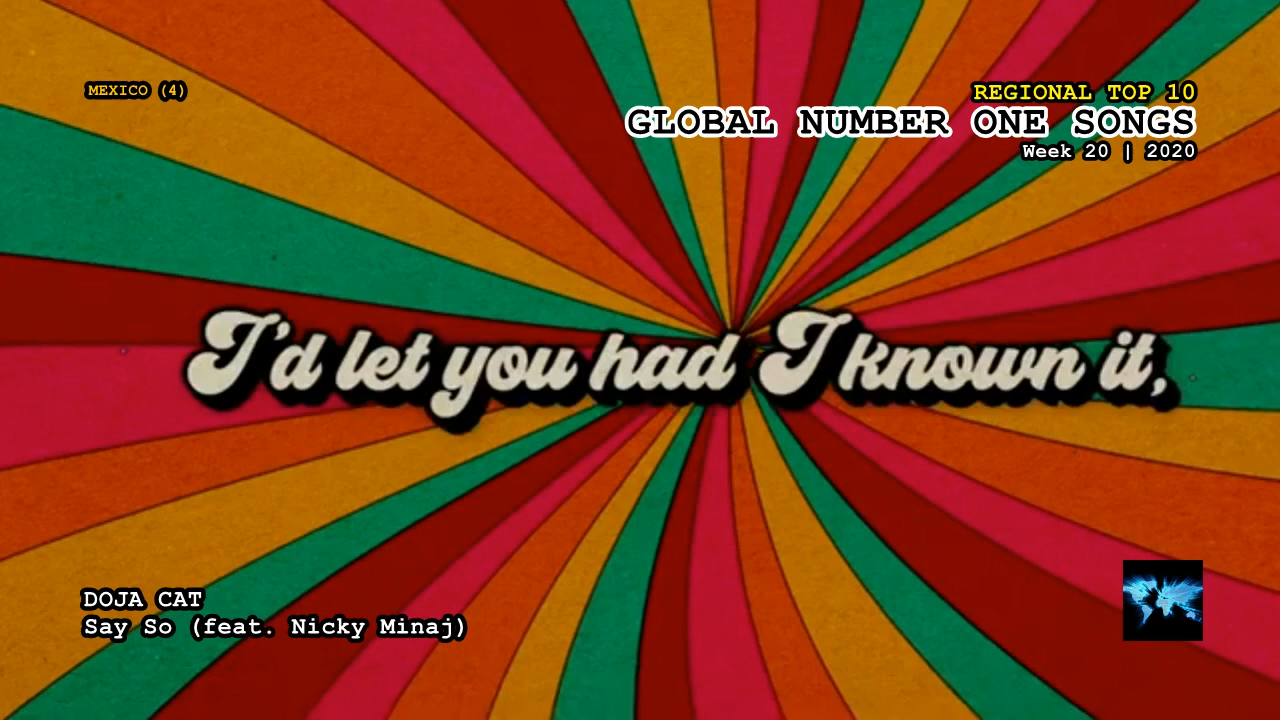 MEXICO (4)
REGIONAL TOP 10
GLOBAL NUMBER ONE SONGS
Week 20 | 2020
I'd let you had I known it,
DOJA CAT
Say So (feat. Nicky Minaj)